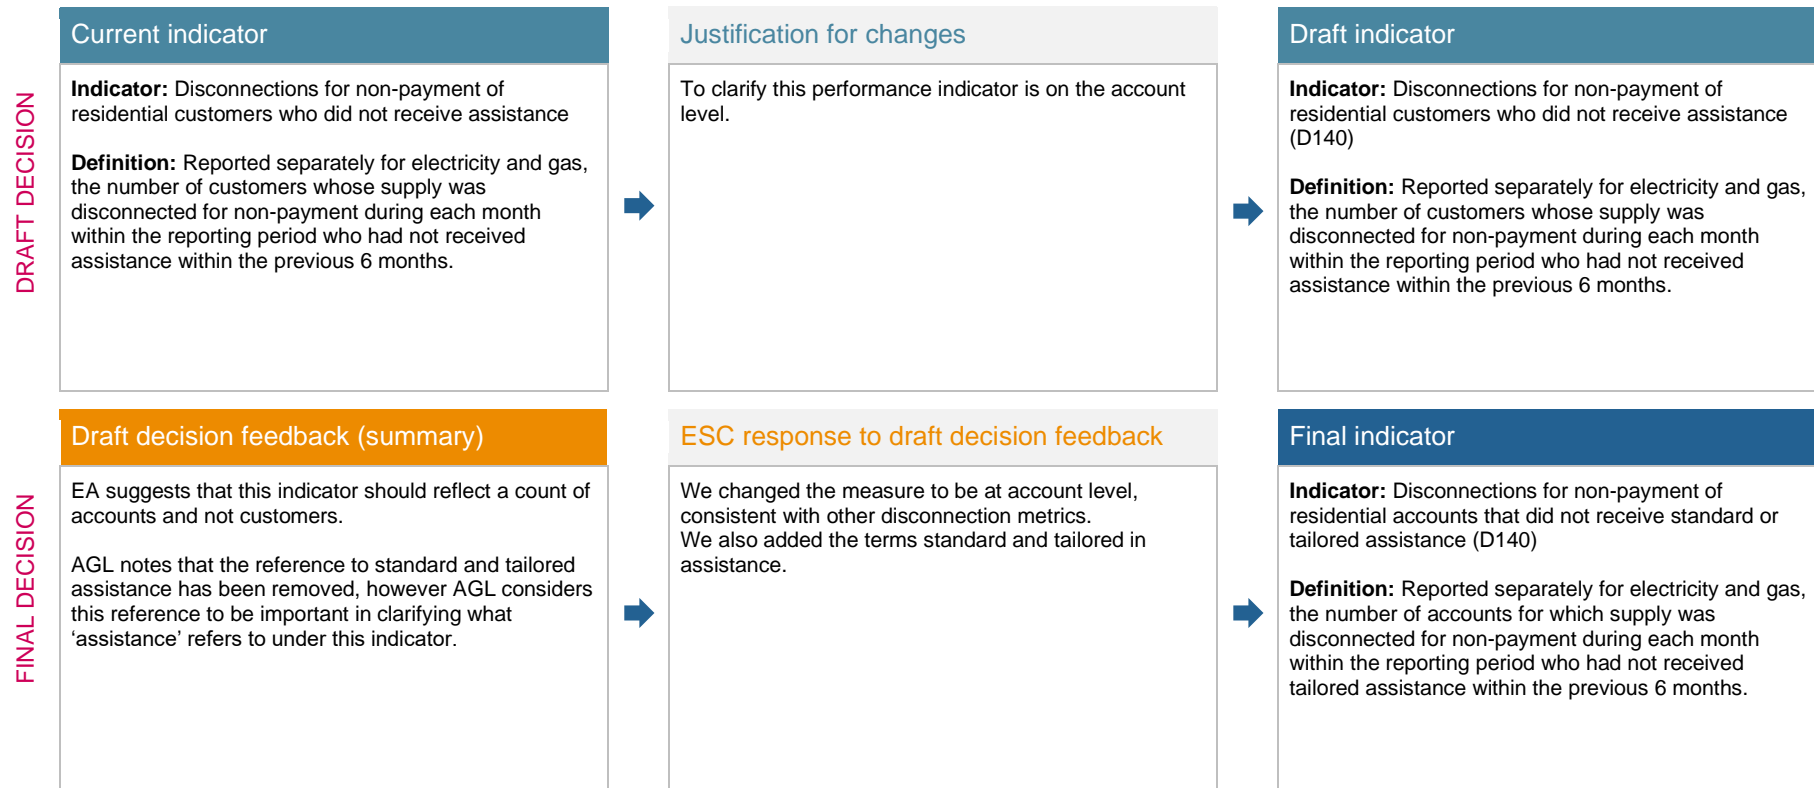 DRAFT DECISION
Current indicator
Indicator: Disconnections for non-payment of
residential customers who did not receive assistance
Definition: Reported separately for electricity and gas,
the number of customers whose supply was
disconnected for non-payment during each month
within the reporting period who had not received
assistance within the previous 6 months.
Justification for changes
To clarify this performance indicator is on the account
level.
Draft indicator
Indicator: Disconnections for non-payment of
residential customers who did not receive assistance
(D140)
Definition: Reported separately for electricity and gas,
the number of customers whose supply was
disconnected for non-payment during each month
within the reporting period who had not received
assistance within the previous 6 months.
FINAL DECISION
Draft decision feedback (summary)
EA suggests that this indicator should reflect a count of
accounts and not customers.
AGL notes that the reference to standard and tailored
assistance has been removed, however AGL considers
this reference to be important in clarifying what
‘assistance’ refers to under this indicator.
ESC response to draft decision feedback
We changed the measure to be at account level,
consistent with other disconnection metrics.
We also added the terms standard and tailored in
assistance.
Final indicator
Indicator: Disconnections for non-payment of
residential accounts that did not receive standard or
tailored assistance (D140)
Definition: Reported separately for electricity and gas,
the number of accounts for which supply was
disconnected for non-payment during each month
within the reporting period who had not received
tailored assistance within the previous 6 months.